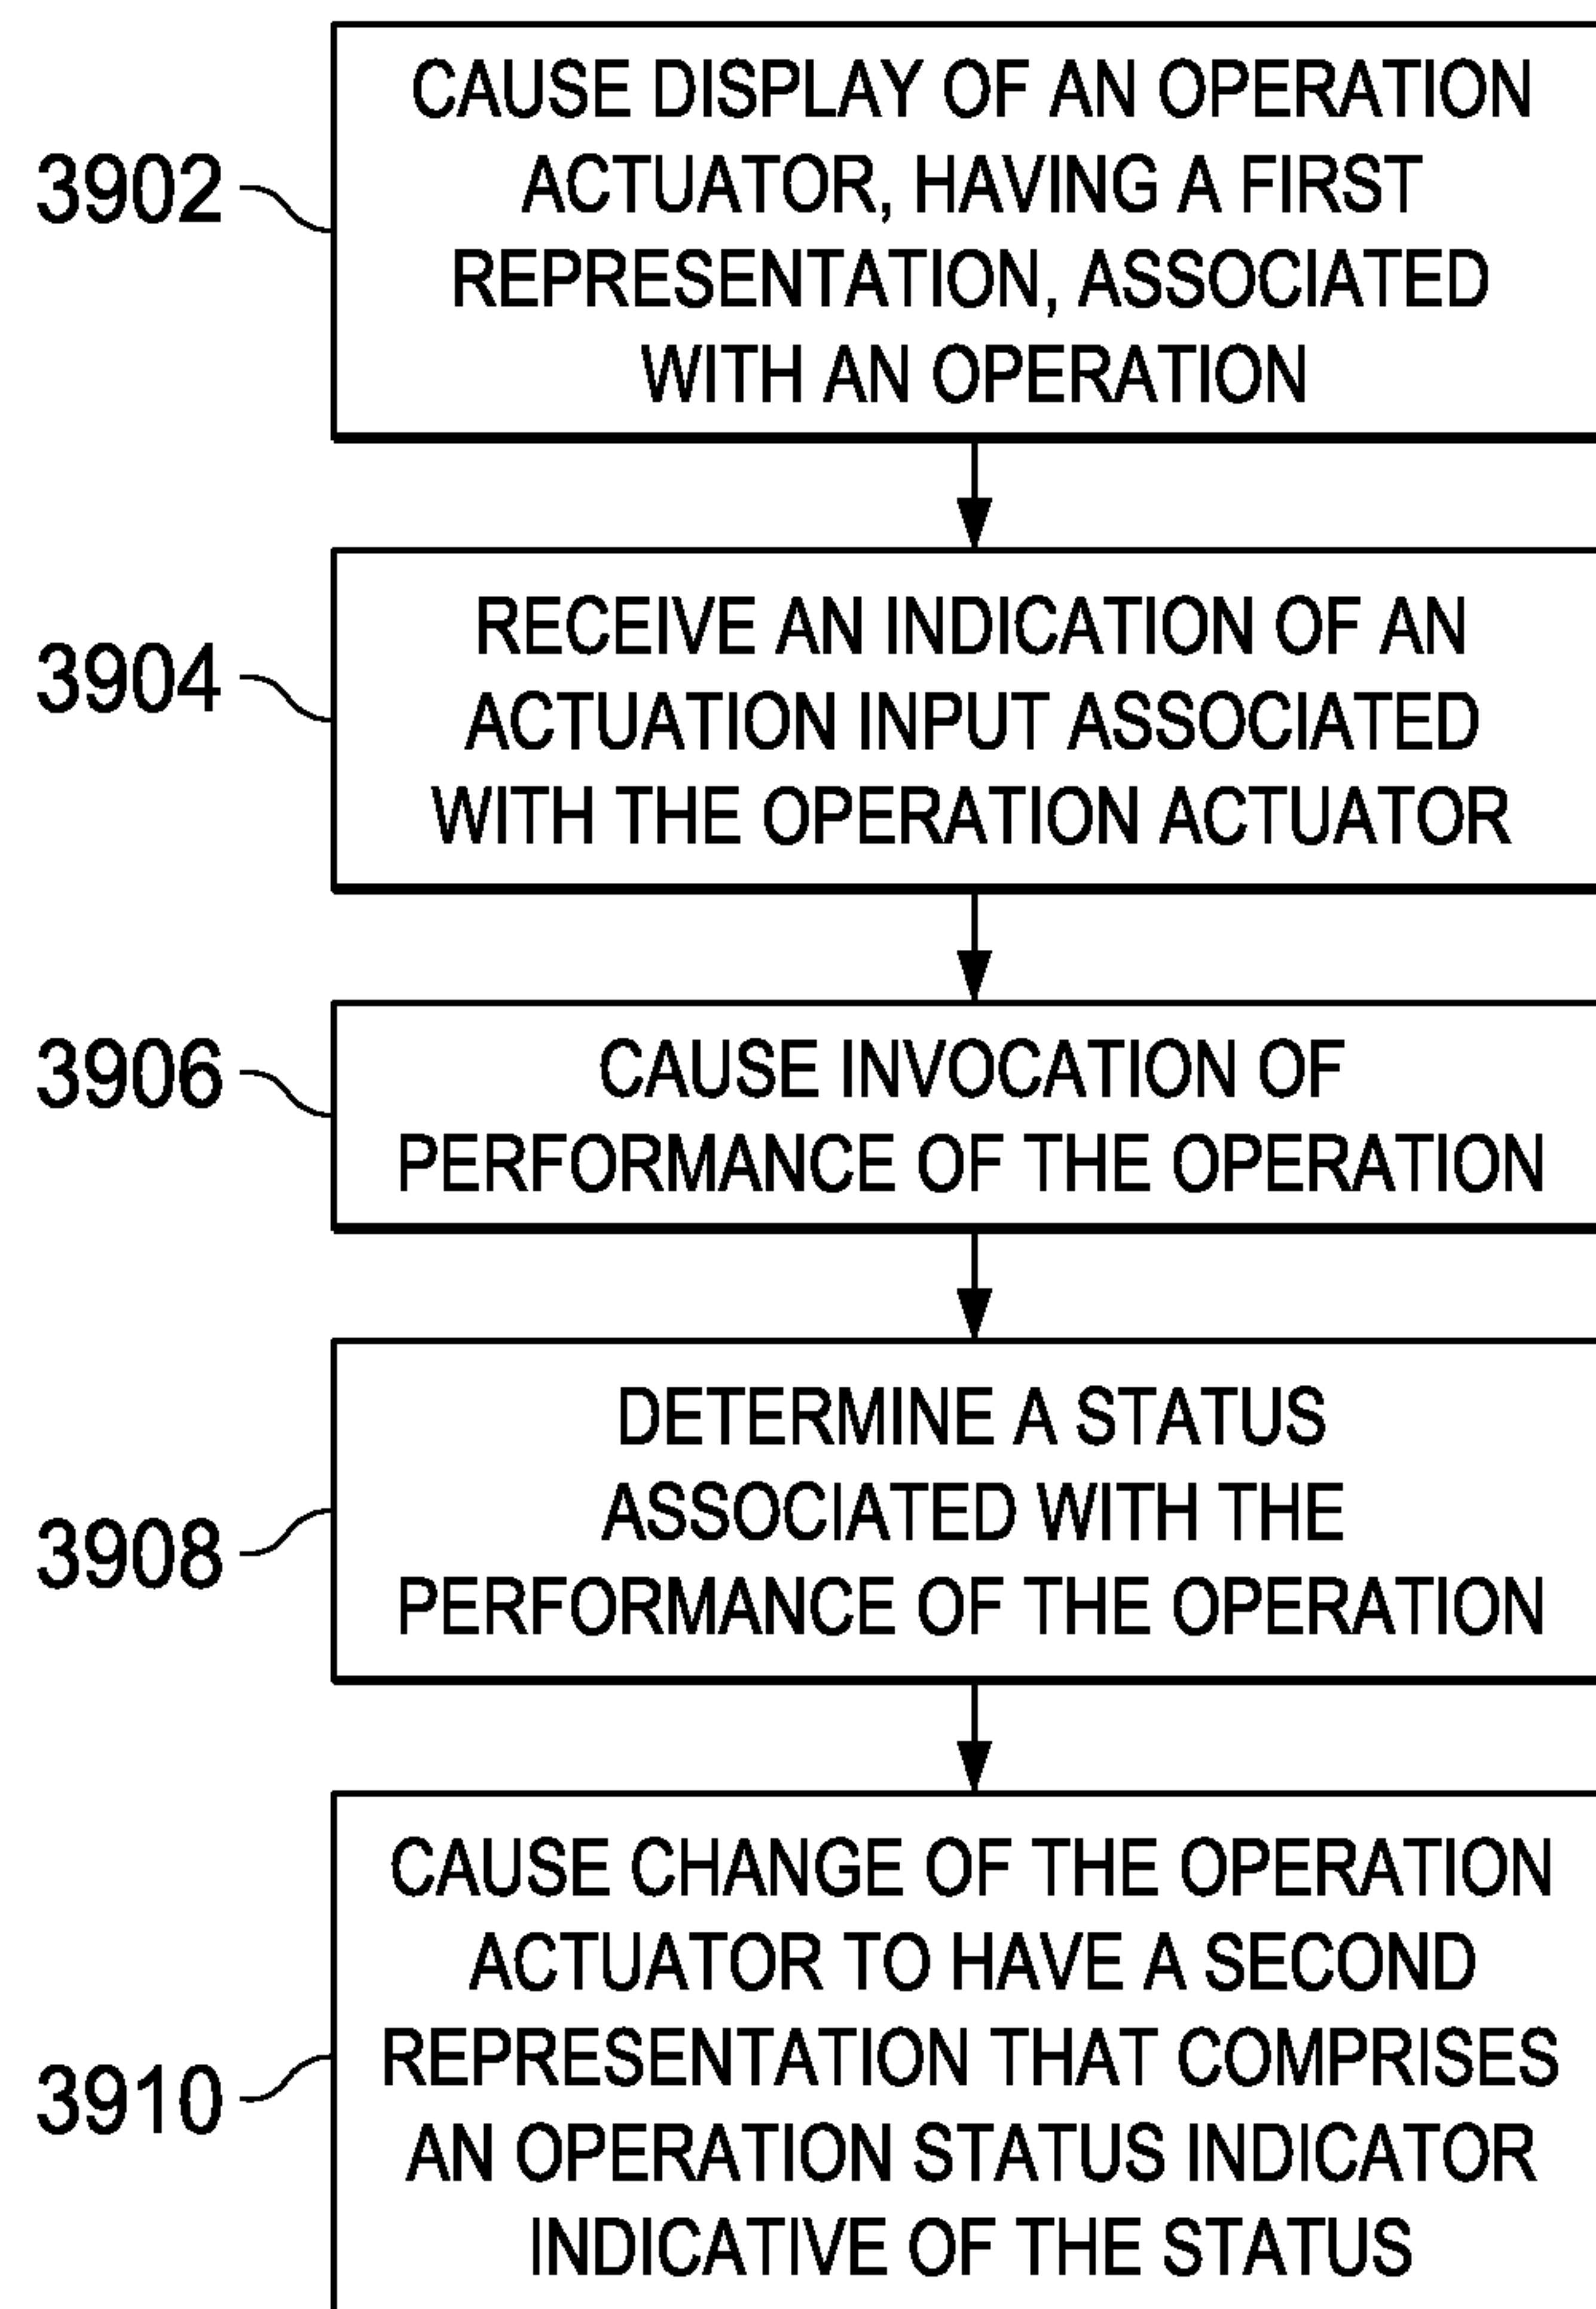 CAUSE DISPLAY OF AN OPERATION
ACTUATOR, HAVING A FIRST
3902
REPRESENTATION, ASSOCIATED
WITH AN OPERATION
RECEIVE AN INDICATION OF AN
3904
ACTUATION INPUT ASSOCIATED
WITH THE OPERATION ACTUATOR
3906
CAUSE INVOCATION OF
PERFORMANCE OF THE OPERATION
DETERMINE A STATUS
ASSOCIATED WITH THE
3908
PERFORMANCE OF THE OPERATION
CAUSE CHANGE OF THE OPERATION
ACTUATOR TO HAVE A SECOND
REPRESENTATION THAT COMPRISES
3910
AN OPERATION STATUS INDICATOR
INDICATIVE OF THE STATUS